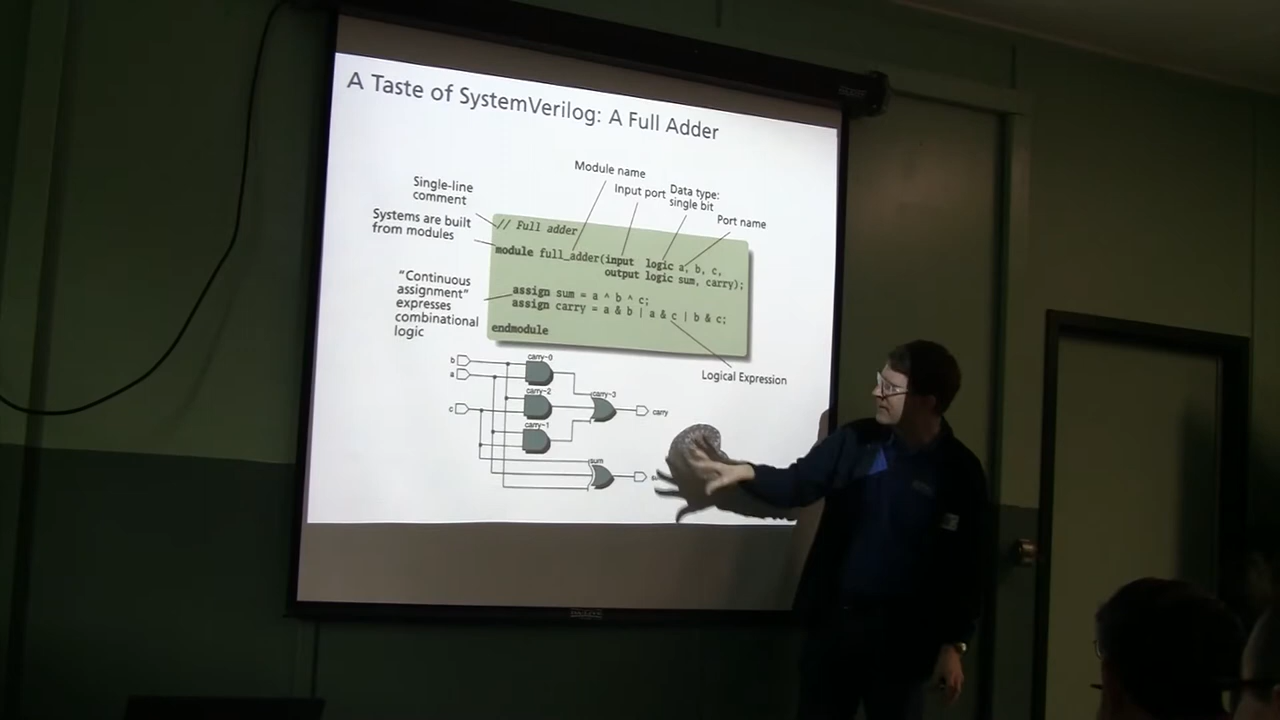 A Taste of SystemVerilog: A Full Adder
Module name
Single-line
comment
Input port
Data type:
single bit
Port name
Systems are built
from modules
// Full adder
module full_adder(input logic a, b, c,
output logic sum, carry);
"Continuous
assignment"
expresses
combinational
logic
assign sum = a ^ b ^ c;
assign carry = a & b | a & c | b & c;
endmodule
Logical Expression
carry~0
b
a
carry~2
carry~3
c
carry
carry~1
sum